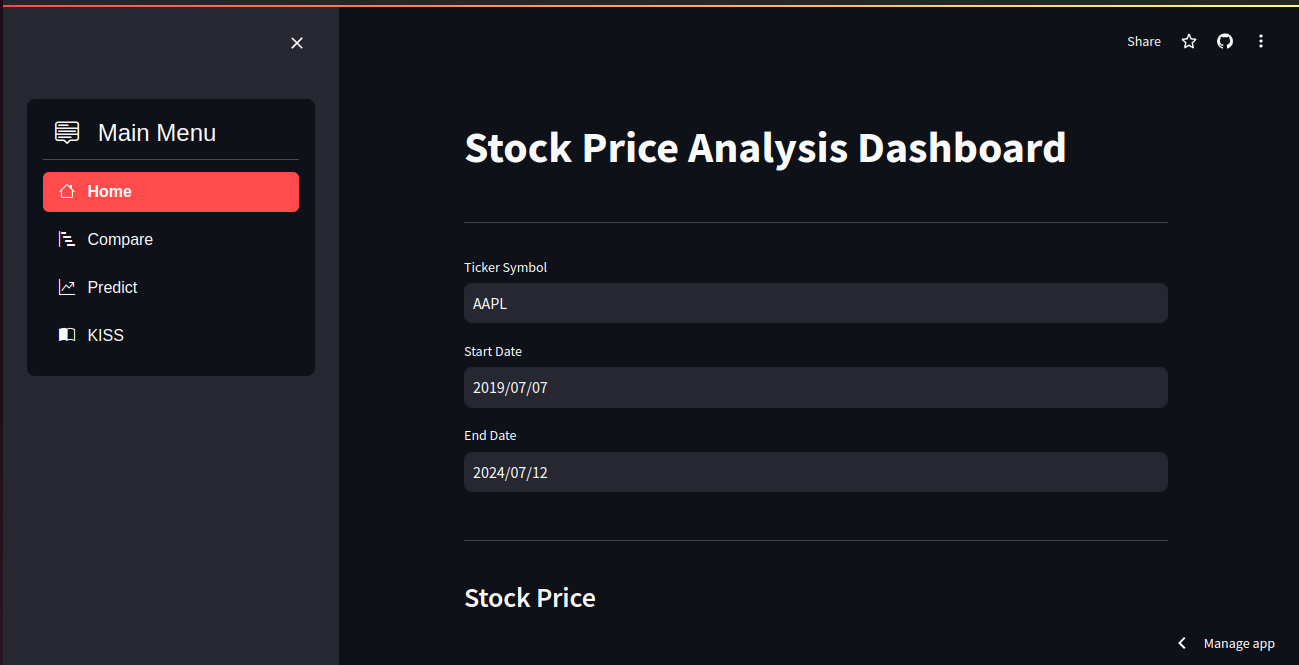 Share
Main Menu
Home
Compare
Predict
KISS
Stock Price Analysis Dashboard
Ticker Symbol
AAPL
Start Date
2019/07/07
End Date
2024/07/12
Stock Price
Manage app